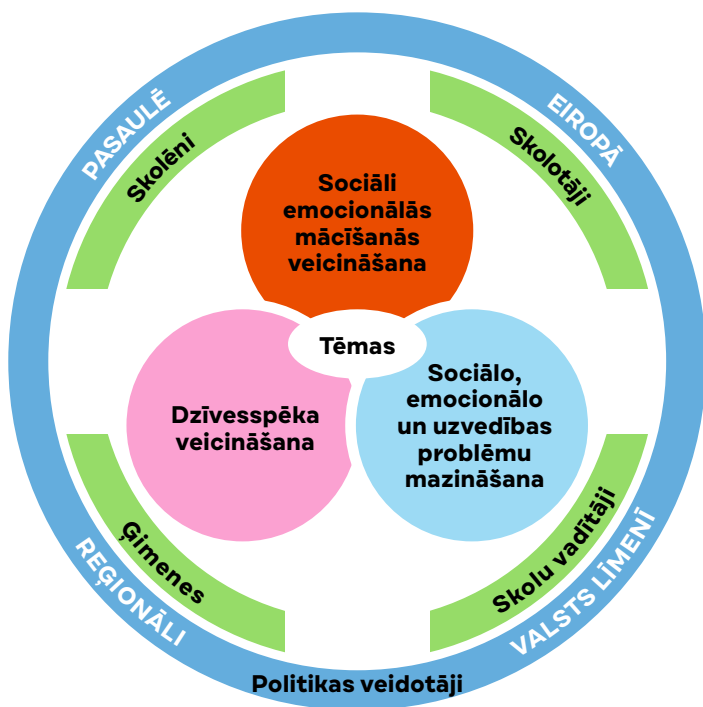 PASAULĒ
EIROPĀ
Skolēni
Skolotāji
Sociāli
emocionālās
mācīšanās
veicināšana
Tēmas
Dzīvesspēka
veicināšana
Sociālo,
emocionālo
un uzvedības
problēmu
mazināšana
Ģimenes
Skolu vadītāji
REĢIONĀLI
VALSTS LĪMENĪ
Politikas veidotāji